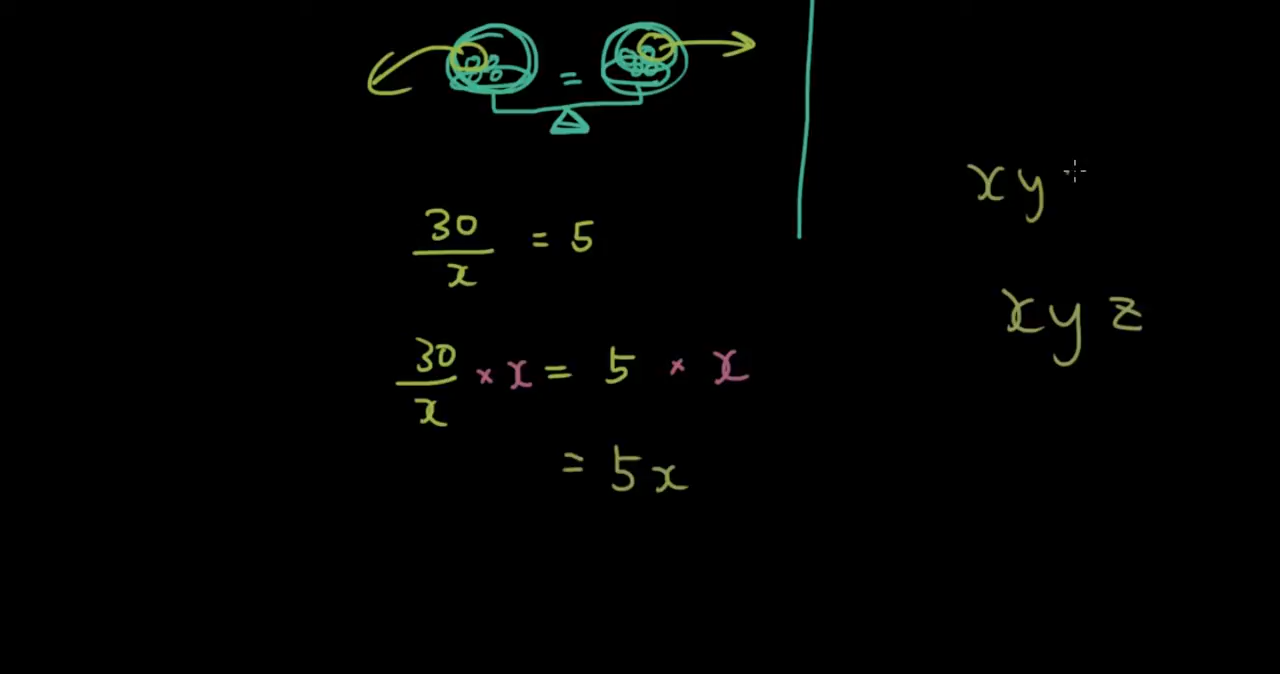 =
xy
30/x = 5
xyz
30/x × x = 5 × x
= 5x